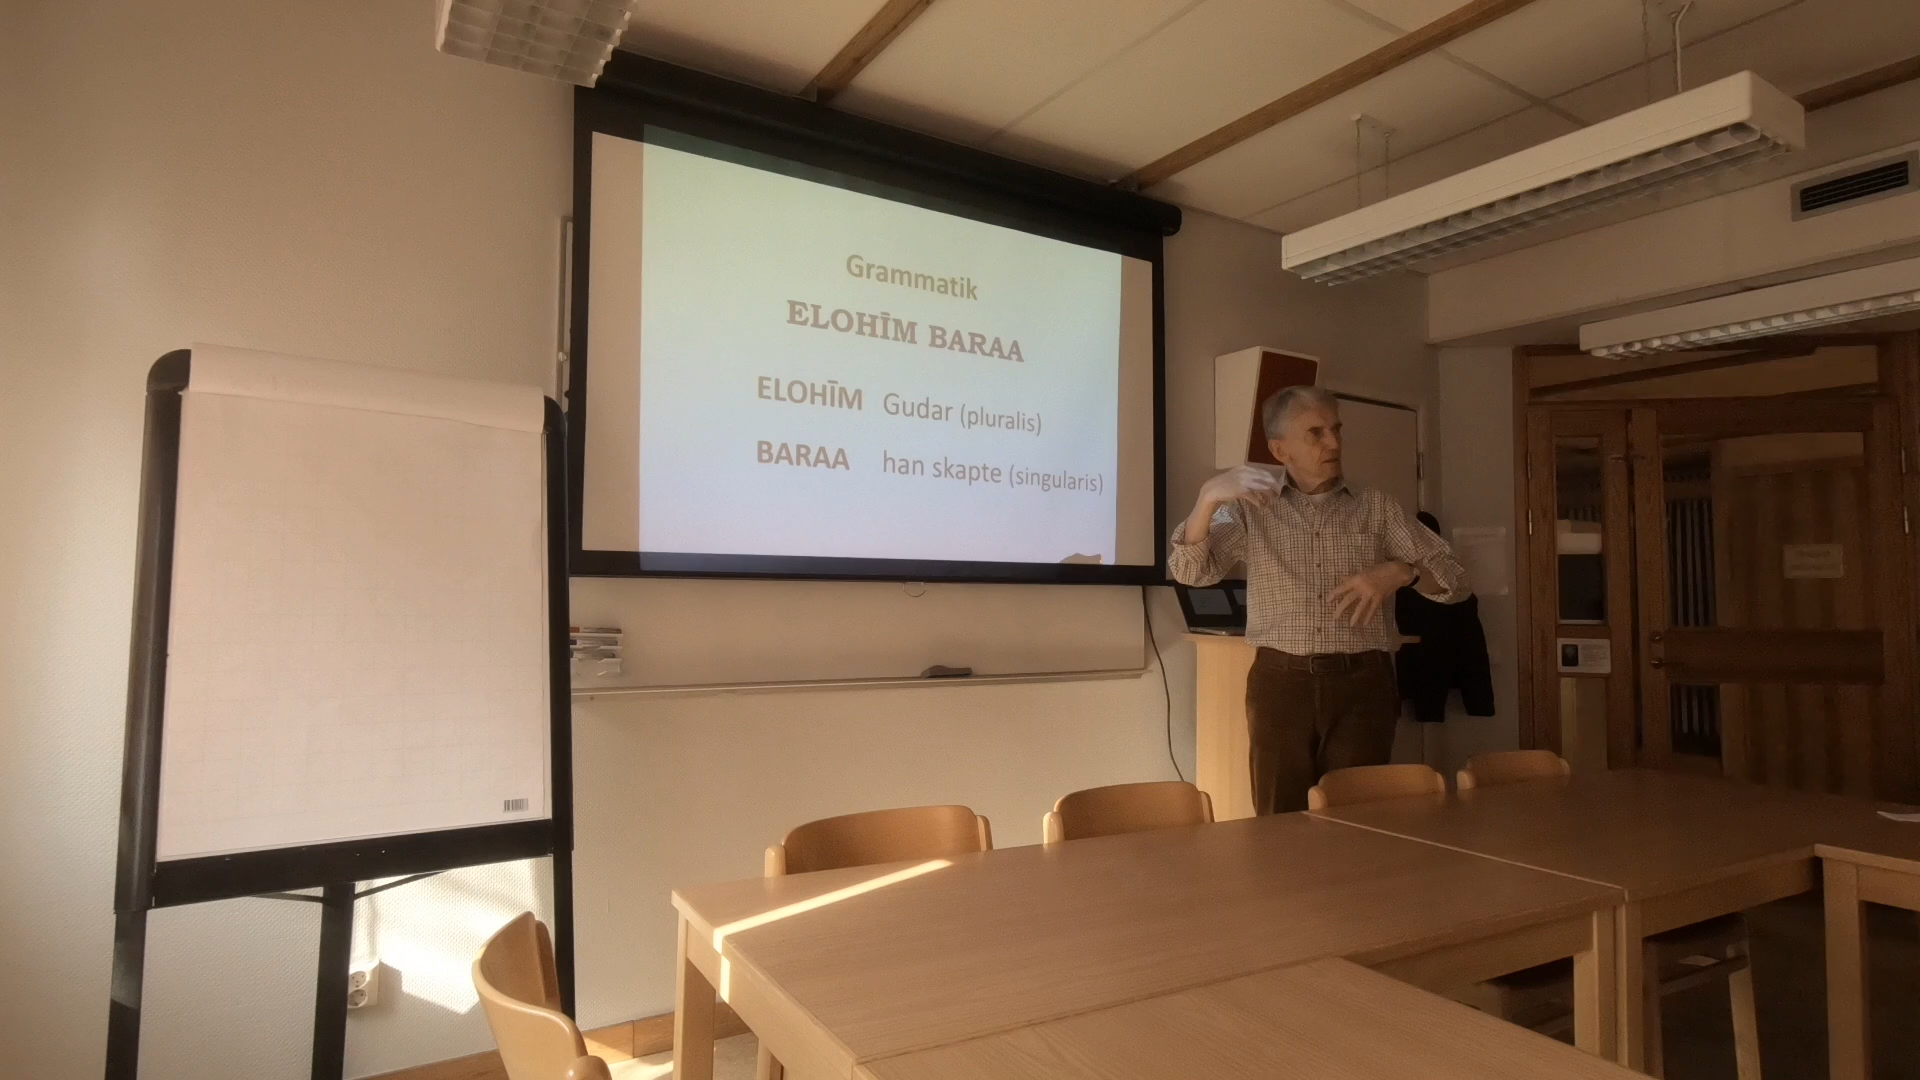 Grammatik
ELOHĪM BARAA
ELOHĪM Gudar (pluralis)
BARAA han skapte (singularis)